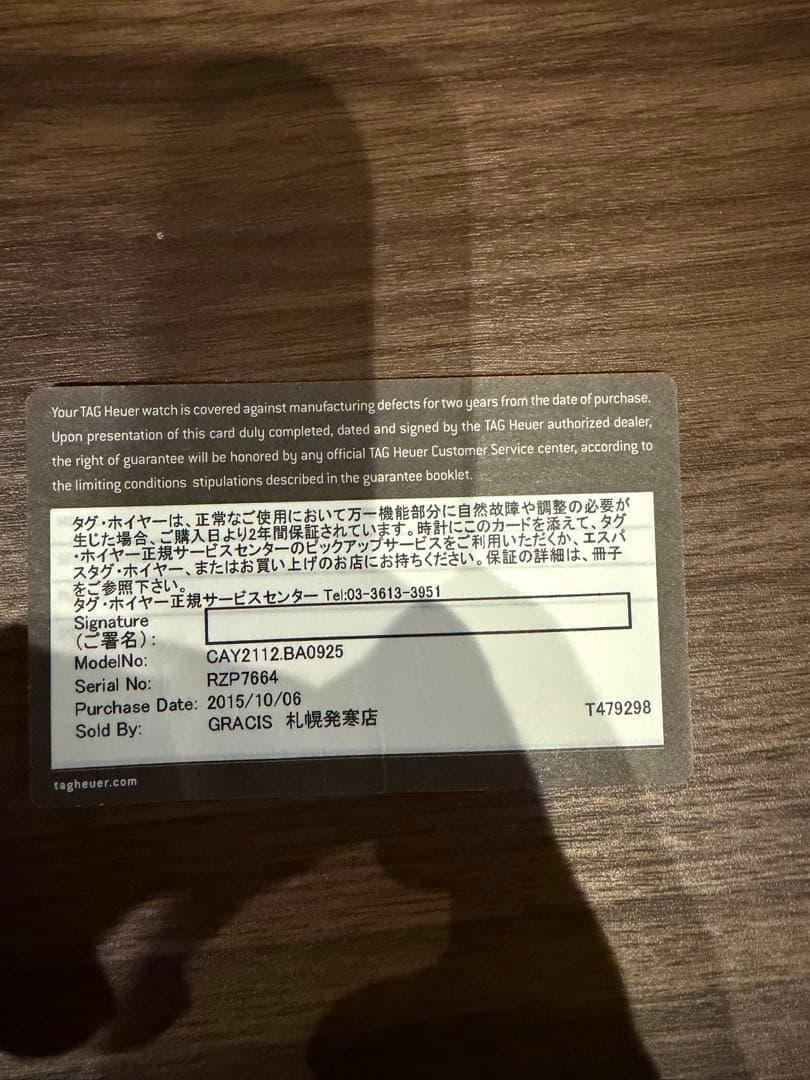 Your TAG Heuer watch is covered against manufacturing defects for two years from the date of purchase.
Upon presentation of this card duly completed, dated and signed by the TAG Heuer authorized dealer,
the right of guarantee will be honored by any official TAG Heuer Customer Service center, according to
the limiting conditions stipulations described in the guarantee booklet.
タグ・ホイヤーは、正常なご使用において万一機能部分に自然故障や調整の必要が
生じた場合、ご購入日より2年間保証されています。時計にこのカードを添えて、タグ
・ホイヤー正規サービスセンターのピックアップサービスをご利用いただくか、エスパ
スタグ・ホイヤー、またはお買い上げのお店にお持ちください。保証の詳細は、冊子
をご参照下さい。
タグ・ホイヤー正規サービスセンター Tel:03-3613-3951
Signature
(ご署名):
ModelNo: CAY2112.BA0925
Serial No: RZP7664
Purchase Date: 2015/10/06
Sold By: GRACIS 札幌発寒店 T479298
tagheuer.com